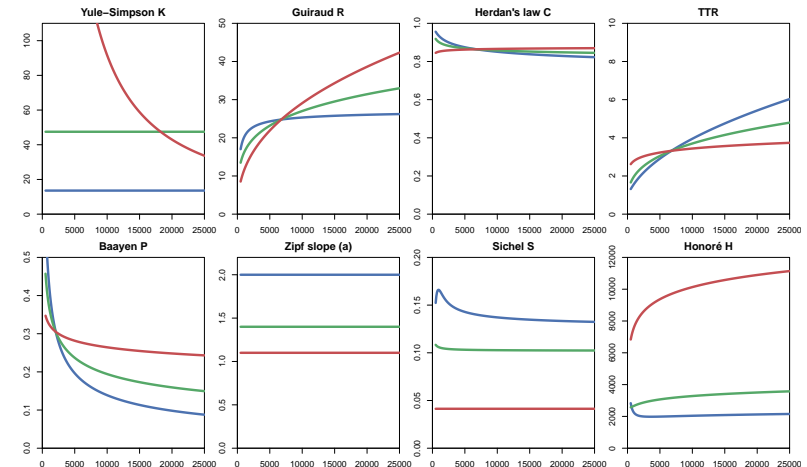 Yule−Simpson K
Guiraud R
Herdan's law C
TTR
0 20 40 60 80 100
0 10 20 30 40 50
0.0 0.2 0.4 0.6 0.8 1.0
0 2 4 6 8 10
0 5000 10000 15000 20000 25000
0 5000 10000 15000 20000 25000
0 5000 10000 15000 20000 25000
0 5000 10000 15000 20000 25000
Baayen P
Zipf slope (a)
Sichel S
Honoré H
0.0 0.1 0.2 0.3 0.4 0.5
0.0 0.5 1.0 1.5 2.0
0.00 0.05 0.10 0.15 0.20
0 2000 4000 6000 8000 10000 12000
0 5000 10000 15000 20000 25000
0 5000 10000 15000 20000 25000
0 5000 10000 15000 20000 25000
0 5000 10000 15000 20000 25000